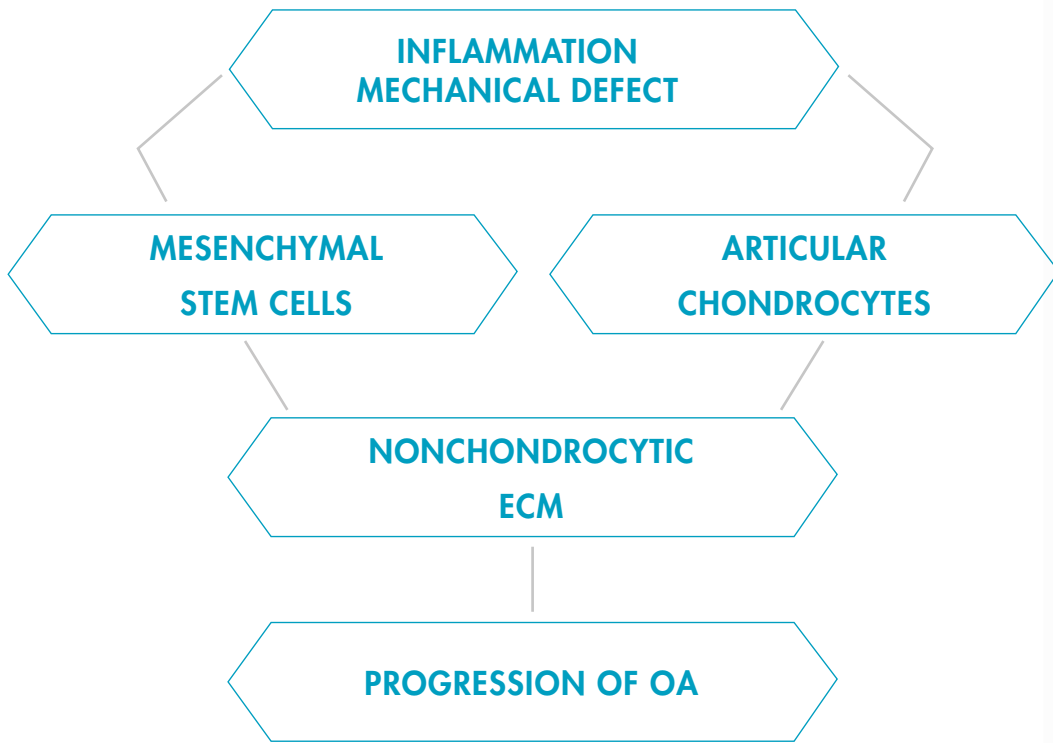 INFLAMMATION
MECHANICAL DEFECT
MESENCHYMAL
STEM CELLS
ARTICULAR
CHONDROCYTES
NONCHONDROCYTIC
ECM
PROGRESSION OF OA